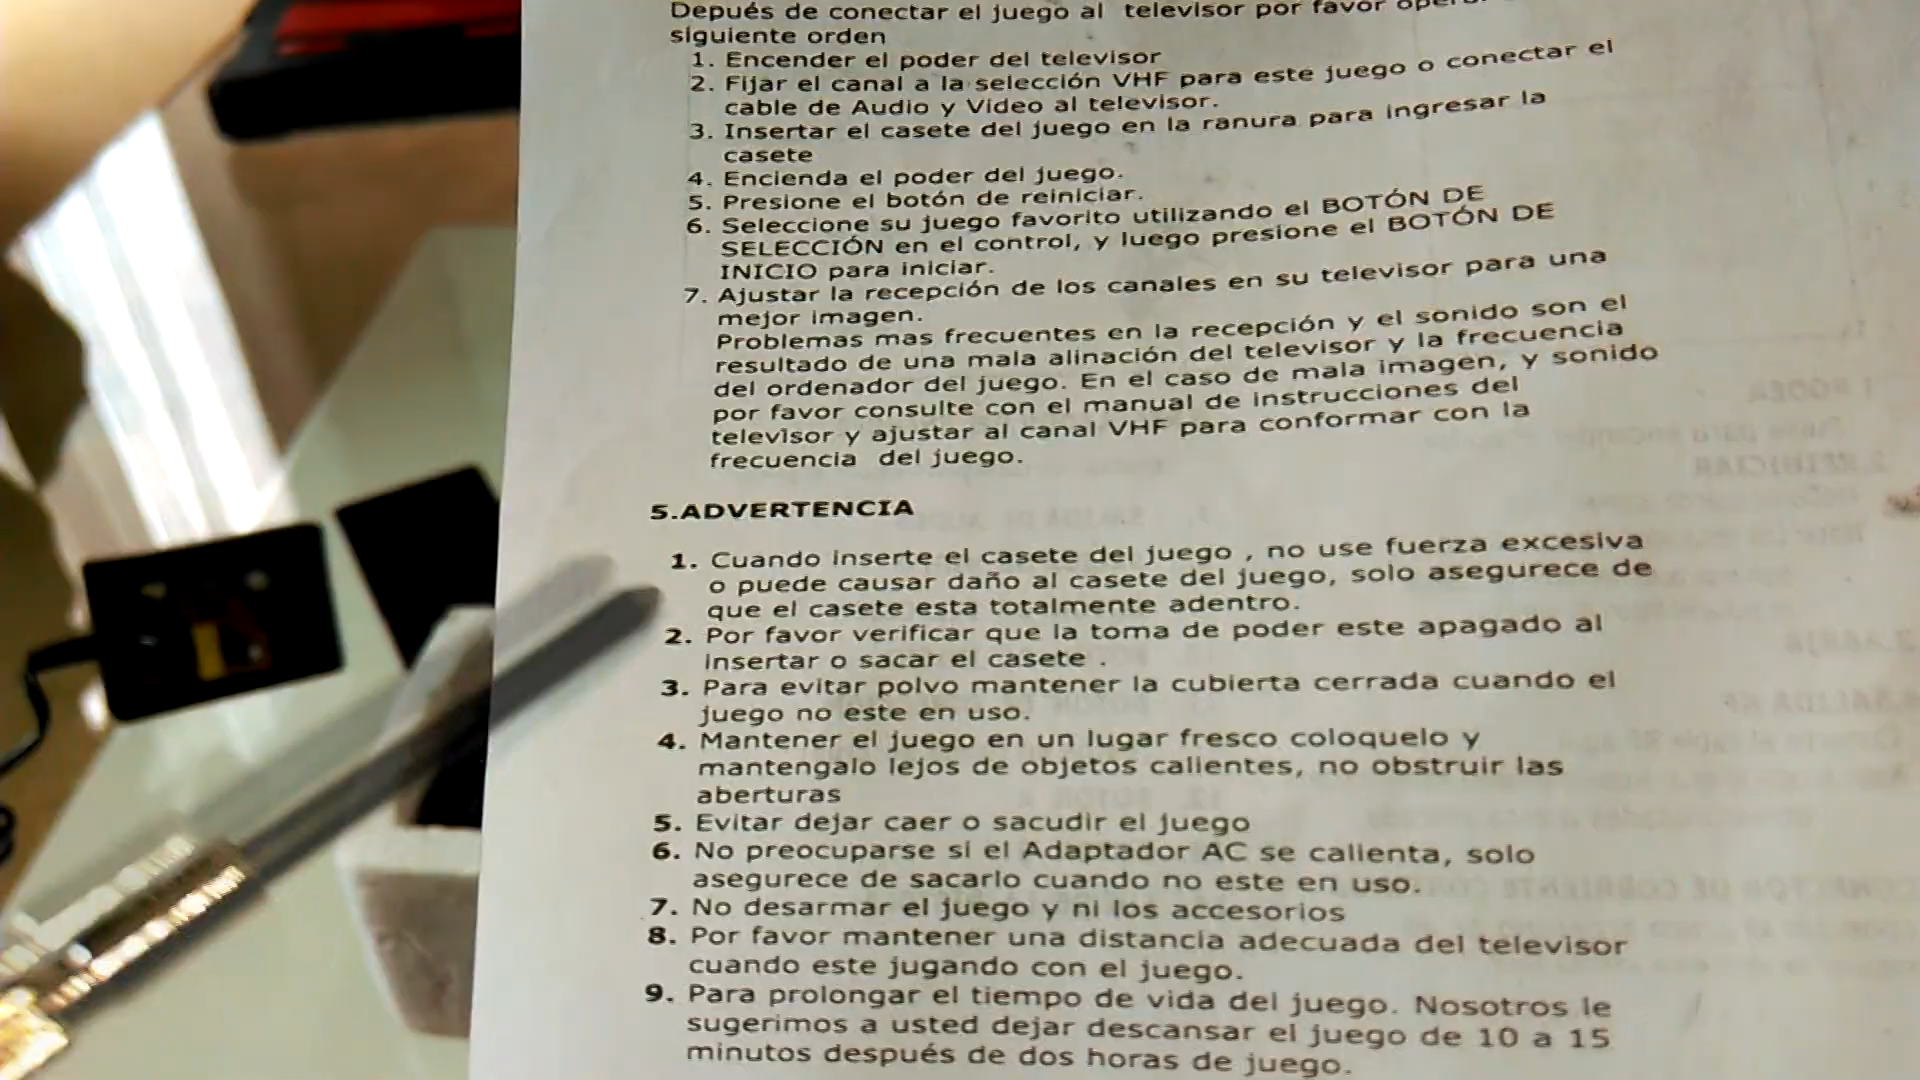 Depués de conectar el juego al televisor por favor
siguiente orden
1. Encender el poder del televisor
2. Fijar el canal a la selección VHF para este juego o conectar el
cable de Audio y Video al televisor.
3. Insertar el casete del juego en la ranura para ingresar la
casete
4. Encienda el poder del juego.
5. Presione el botón de reiniciar.
6. Seleccione su juego favorito utilizando el BOTÓN DE
SELECCIÓN en el control, y luego presione el BOTÓN DE
INICIO para iniciar.
7. Ajustar la recepción de los canales en su televisor para una
mejor imagen.
Problemas mas frecuentes en la recepción y el sonido son el
resultado de una mala alinación del televisor y la frecuencia
del ordenador del juego. En el caso de mala imagen, y sonido
por favor consulte con el manual de instrucciones del
televisor y ajustar al canal VHF para conformar con la
frecuencia del juego.
5.ADVERTENCIA
1. Cuando inserte el casete del juego , no use fuerza excesiva
o puede causar daño al casete del juego, solo asegurece de
que el casete esta totalmente adentro.
2. Por favor verificar que la toma de poder este apagado al
insertar o sacar el casete .
3. Para evitar polvo mantener la cubierta cerrada cuando el
juego no este en uso.
4. Mantener el juego en un lugar fresco coloquelo y
mantengalo lejos de objetos calientes, no obstruir las
aberturas
5. Evitar dejar caer o sacudir el juego
6. No preocuparse si el Adaptador AC se calienta, solo
asegurece de sacarlo cuando no este en uso.
7. No desarmar el juego y ni los accesorios
8. Por favor mantener una distancia adecuada del televisor
cuando este jugando con el juego.
9. Para prolongar el tiempo de vida del juego. Nosotros le
sugerimos a usted dejar descansar el juego de 10 a 15
minutos después de dos horas de juego.